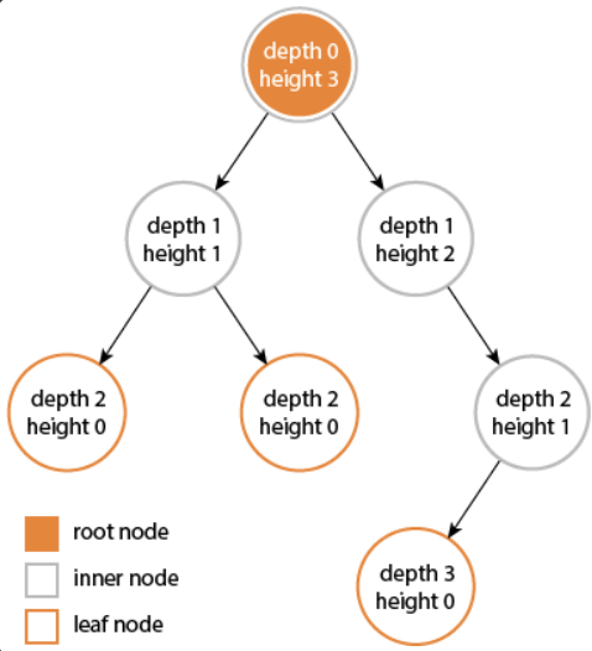 depth 0
height 3
depth 1
height 1
depth 1
height 2
depth 2
height 0
depth 2
height 0
depth 2
height 1
root node
inner node
leaf node
depth 3
height 0